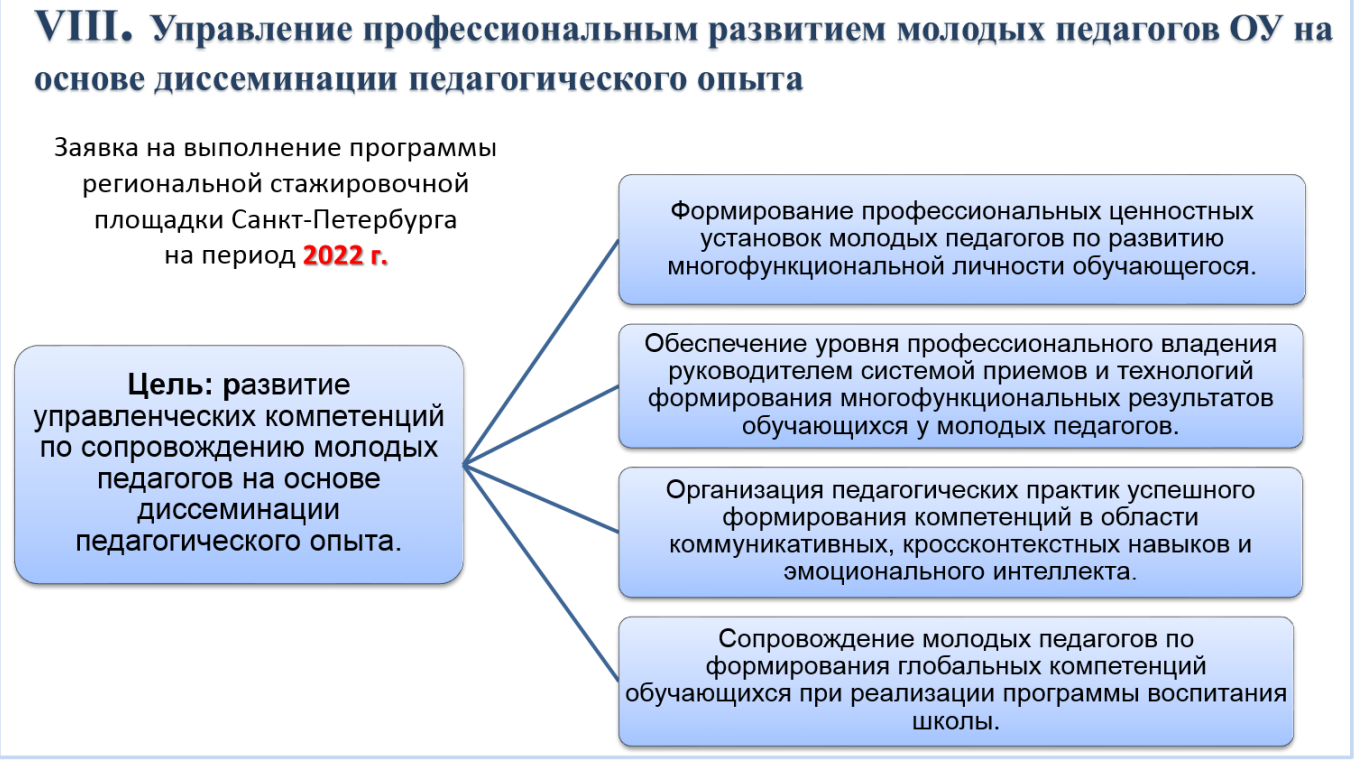 VIII. Управление профессиональным развитием молодых педагогов ОУ на
основе диссеминации педагогического опыта
Заявка на выполнение программы
региональной стажировочной
площадки Санкт-Петербурга
на период 2022 г.
Цель: развитие
управленческих компетенций
по сопровождению молодых
педагогов на основе
диссеминации
педагогического опыта.
Формирование профессиональных ценностных
установок молодых педагогов по развитию
многофункциональной личности обучающегося.
Обеспечение уровня профессионального владения
руководителем системой приемов и технологий
формирования многофункциональных результатов
обучающихся у молодых педагогов.
Организация педагогических практик успешного
формирования компетенций в области
коммуникативных, кроссконтекстных навыков и
эмоционального интеллекта.
Сопровождение молодых педагогов по
формирования глобальных компетенций
обучающихся при реализации программы воспитания
школы.